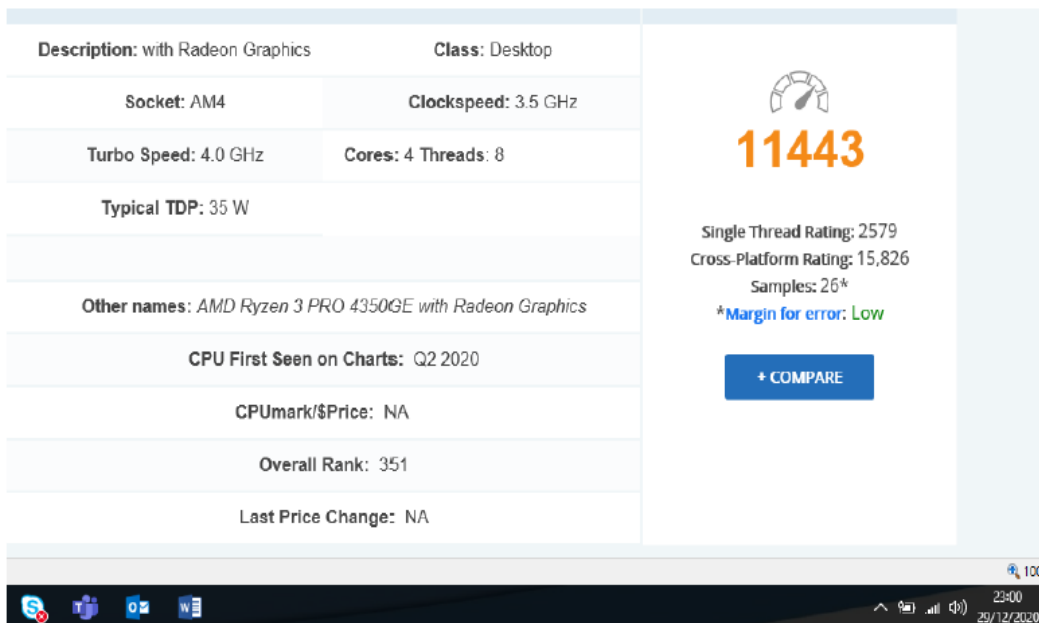 Description: with Radeon Graphics Class: Desktop
Socket: AM4 Clockspeed: 3.5 GHz
Turbo Speed: 4.0 GHz Cores: 4 Threads: 8
Typical TDP: 35 W
Other names: AMD Ryzen 3 PRO 4350GE with Radeon Graphics
CPU First Seen on Charts: Q2 2020
CPUmark/$Price: NA
Overall Rank: 351
Last Price Change: NA
11443
Single Thread Rating: 2579
Cross-Platform Rating: 15,826
Samples: 26*
*Margin for error: Low
+ COMPARE
100
23:00
29/12/2020